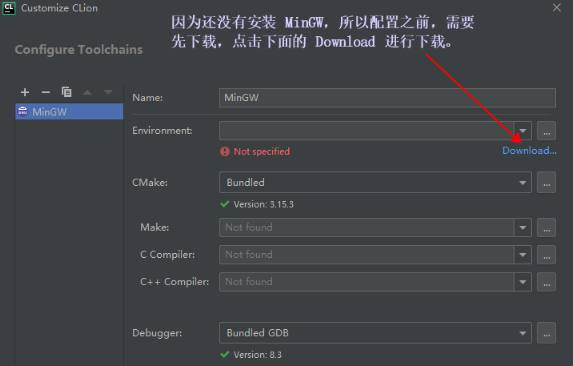 Customize CLion
因为还没有安装 MinGW，所以配置之前，需要
先下载，点击下面的 Download 进行下载。
Configure Toolchains
MinGW
Name: MinGW
Environment:
Not specified
Download...
CMake: Bundled
Version: 3.15.3
Make: Not found
C Compiler: Not found
C++ Compiler: Not found
Debugger: Bundled GDB
Version: 8.3